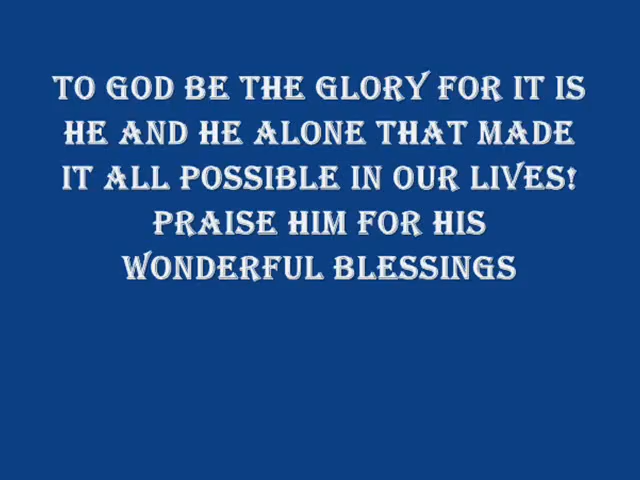 TO GOD BE THE GLORY FOR IT IS
HE AND HE ALONE THAT MADE
IT ALL POSSIBLE IN OUR LIVES!
PRAISE HIM FOR HIS
WONDERFUL BLESSINGS